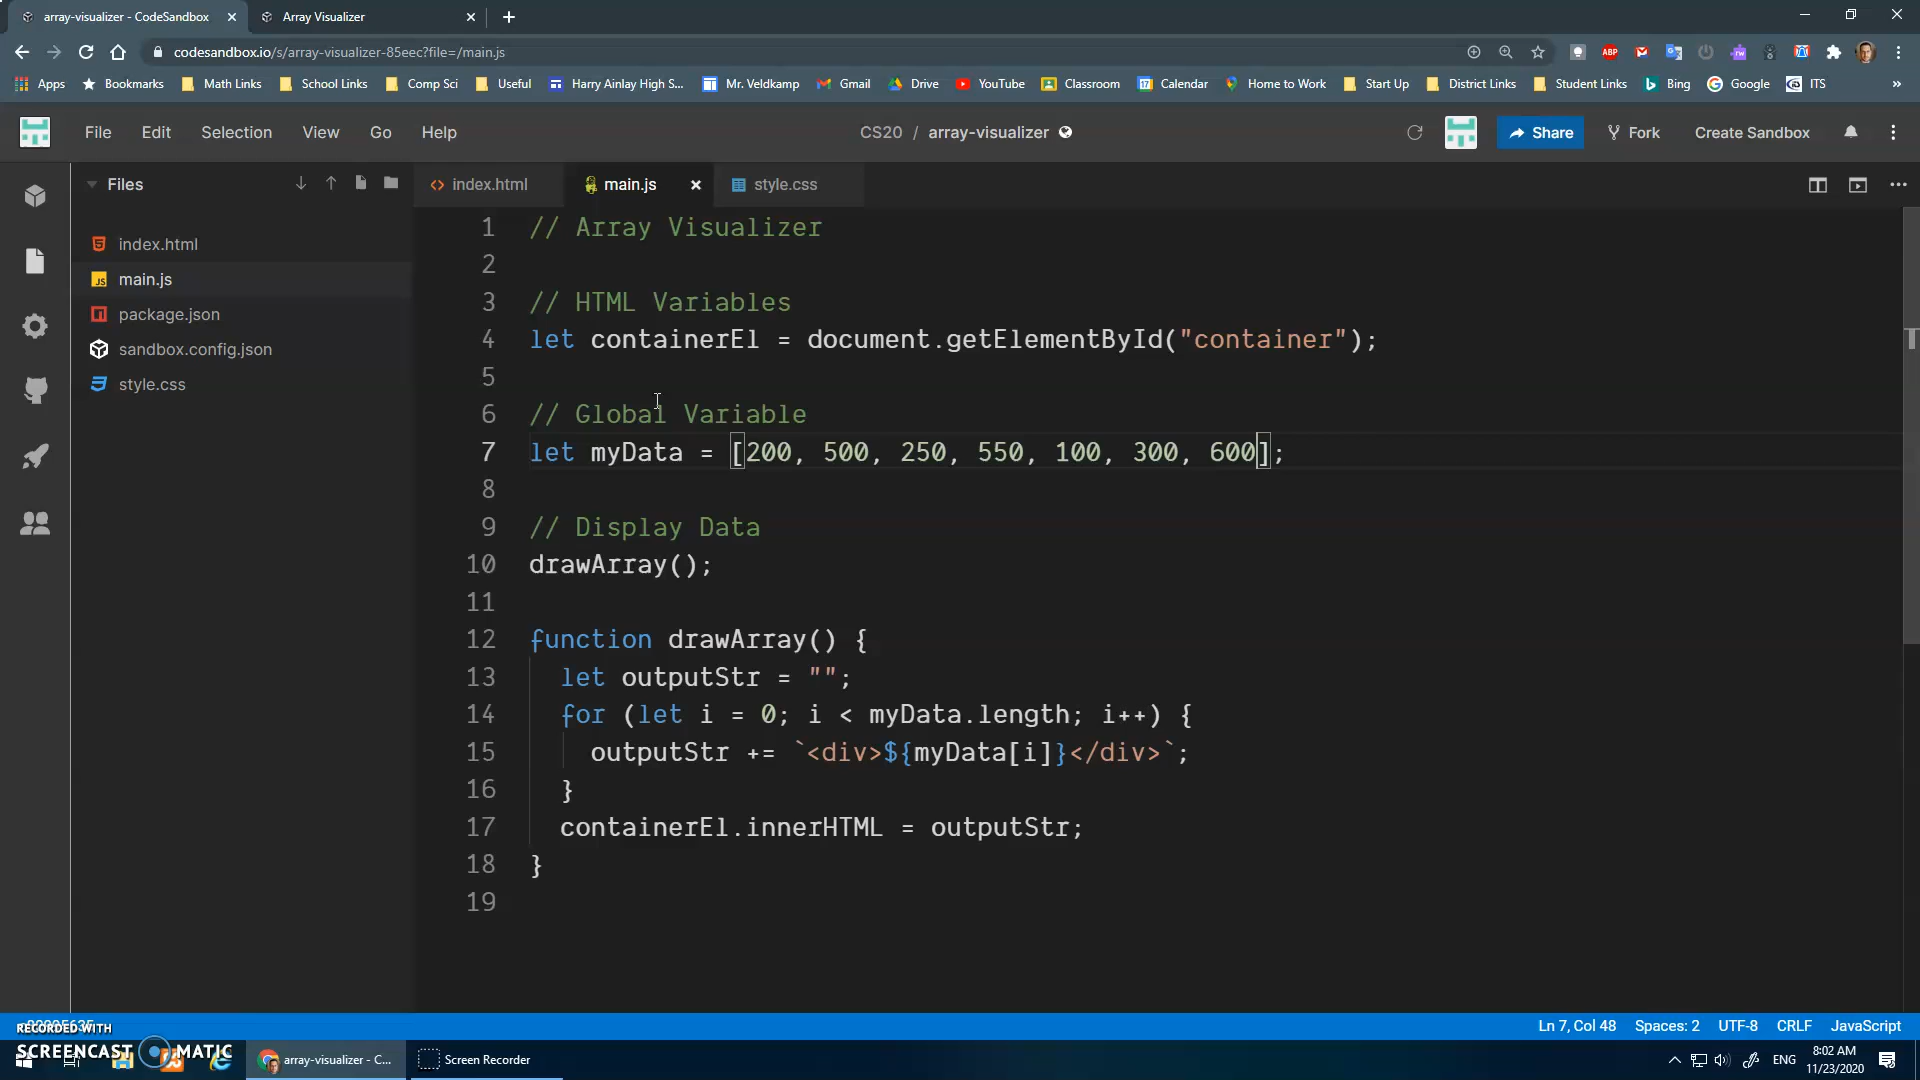 array-visualizer - CodeSandbox
Array Visualizer
codesandbox.io/s/array-visualizer-85eec?file=/main.js
ABP
Apps
Bookmarks
Math Links
School Links
Comp Sci
Useful
Harry Ainlay High S...
Mr. Veldkamp
Gmail
Drive
YouTube
Classroom
Calendar
Home to Work
Start Up
District Links
Student Links
Bing
Google
ITS
File Edit Selection View Go Help
CS20 / array-visualizer
Share
Fork
Create Sandbox
Files
index.html
main.js
package.json
sandbox.config.json
style.css
index.html
main.js
style.css
1 // Array Visualizer
2
3 // HTML Variables
4 let containerEl = document.getElementById("container");
5
6 // Global Variable
7 let myData = [200, 500, 250, 550, 100, 300, 600];
8
9 // Display Data
10 drawArray();
11
12 function drawArray() {
13 let outputStr = "";
14 for (let i = 0; i < myData.length; i++) {
15 outputStr += `<div>${myData[i]}</div>`;
16 }
17 containerEl.innerHTML = outputStr;
18 }
19
Ln 7, Col 48
Spaces: 2
UTF-8
CRLF
JavaScript
RECORDED WITH
SCREENCAST MATIC
array-visualizer - C...
Screen Recorder
ENG
8:02 AM
11/23/2020